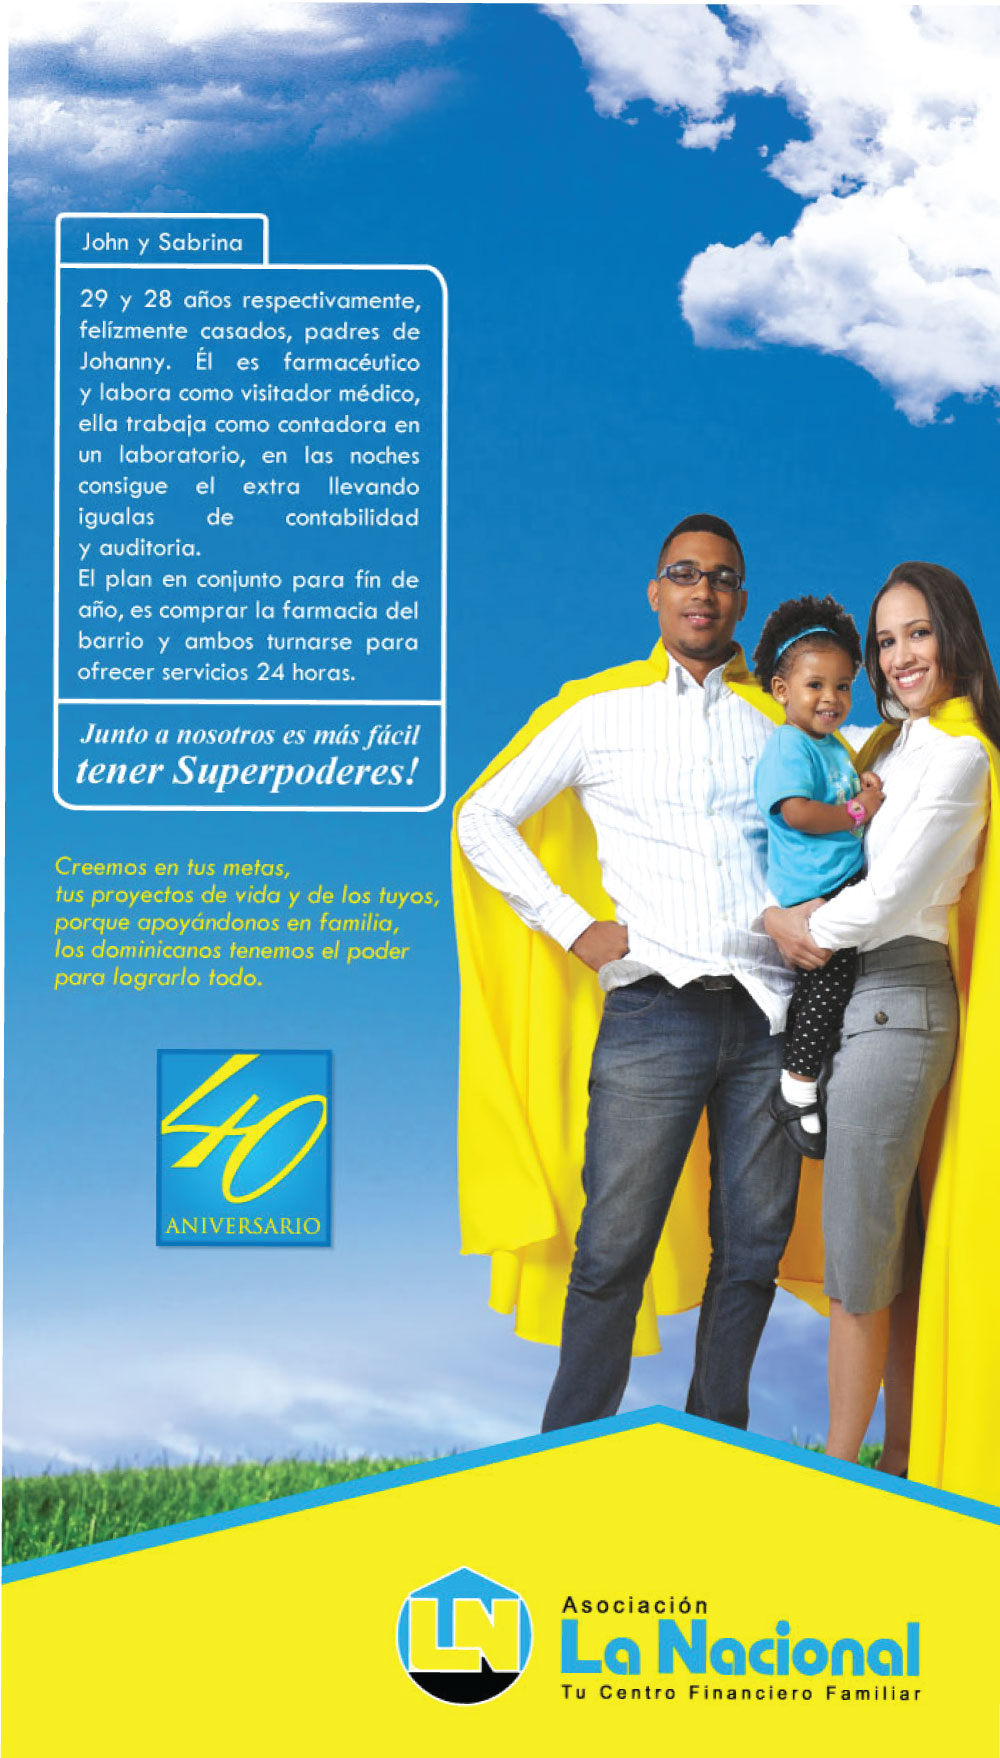 John y Sabrina
29 y 28 años respectivamente,
felízmente casados, padres de
Johanny. Él es farmacéutico
y labora como visitador médico,
ella trabaja como contadora en
un laboratorio, en las noches
consigue el extra llevando
igualas de contabilidad
y auditoria.
El plan en conjunto para fín de
año, es comprar la farmacia del
barrio y ambos turnarse para
ofrecer servicios 24 horas.
Junto a nosotros es más fácil
tener Superpoderes!
Creemos en tus metas,
tus proyectos de vida y de los tuyos,
porque apoyándonos en familia,
los dominicanos tenemos el poder
para lograrlo todo.
40
ANIVERSARIO
LN
Asociación
La Nacional
Tu Centro Financiero Familiar